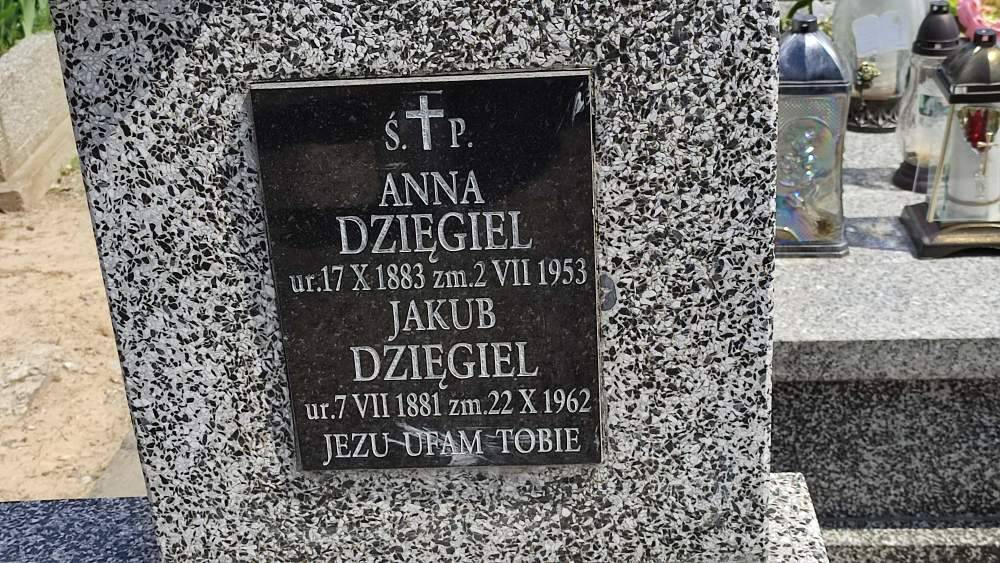 Ś. P.
ANNA
DZIĘGIEL
ur.17 X 1883 zm.2 VII 1953
JAKUB
DZIĘGIEL
ur.7 VII 1881 zm.22 X 1962
JEZU UFAM TOBIE